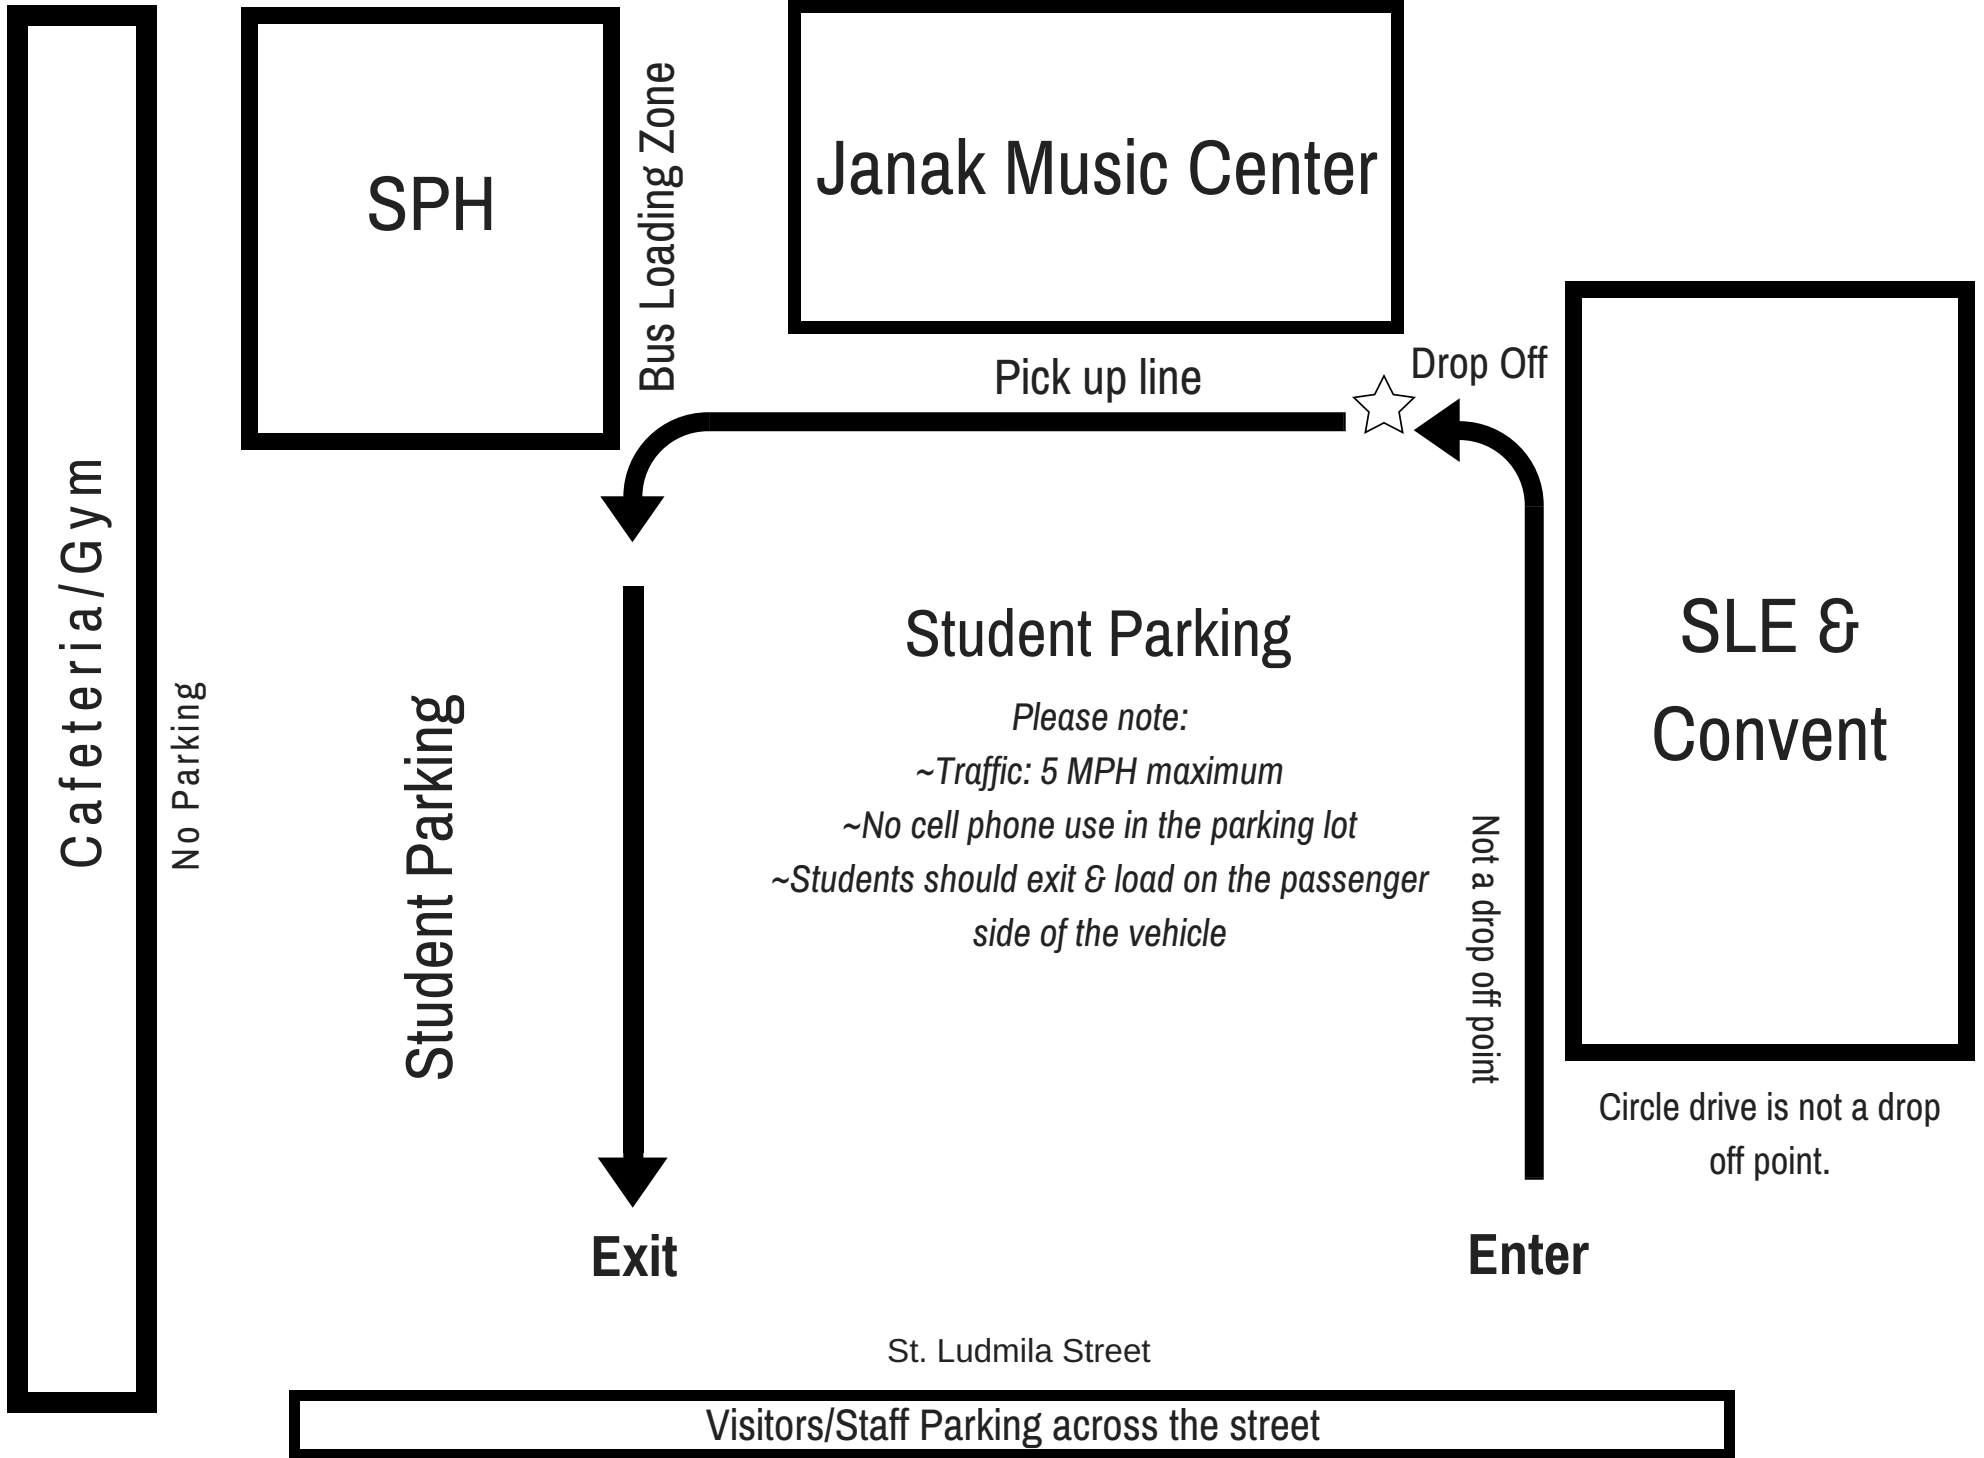 SPH
Bus Loading Zone
Janak Music Center
Pick up line
Drop Off
Cafeteria/Gym
No Parking
Student Parking
Student Parking
Please note:
~Traffic: 5 MPH maximum
~No cell phone use in the parking lot
~Students should exit & load on the passenger
side of the vehicle
Not a drop off point
SLE &
Convent
Circle drive is not a drop
off point.
Exit
Enter
St. Ludmila Street
Visitors/Staff Parking across the street